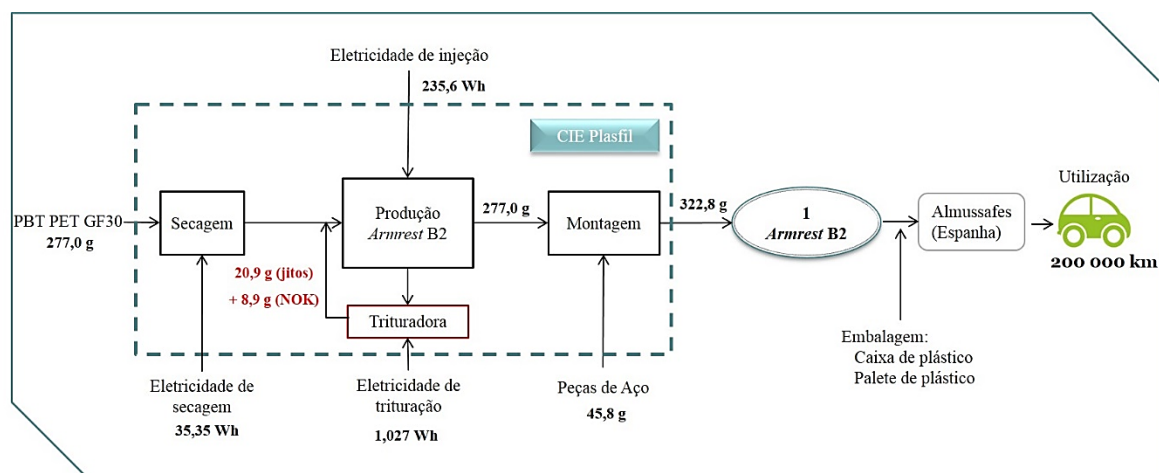 Eletricidade de injeção
235,6 Wh
CIE Plasfil
PBT PET GF30
277,0 g
Secagem
Produção
Armrest B2
277,0 g
Montagem
322,8 g
1
Armrest B2
Almussafes
(Espanha)
Utilização
200 000 km
20,9 g (jitos)
+ 8,9 g (NOK)
Trituradora
Eletricidade de
secagem
35,35 Wh
Eletricidade de
trituração
1,027 Wh
Peças de Aço
45,8 g
Embalagem:
Caixa de plástico
Palete de plástico